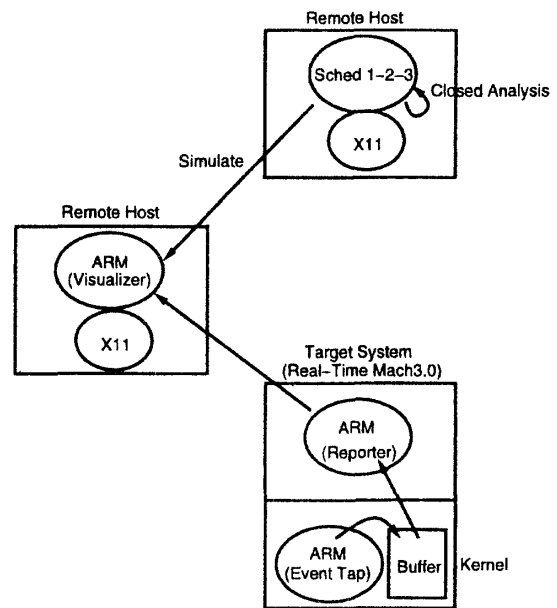 Remote Host
Sched 1-2-3
Closed Analysis
X11
Simulate
Remote Host
ARM
(Visualizer)
X11
Target System
(Real-Time Mach3.0)
ARM
(Reporter)
ARM
(Event Tap)
Buffer
Kernel